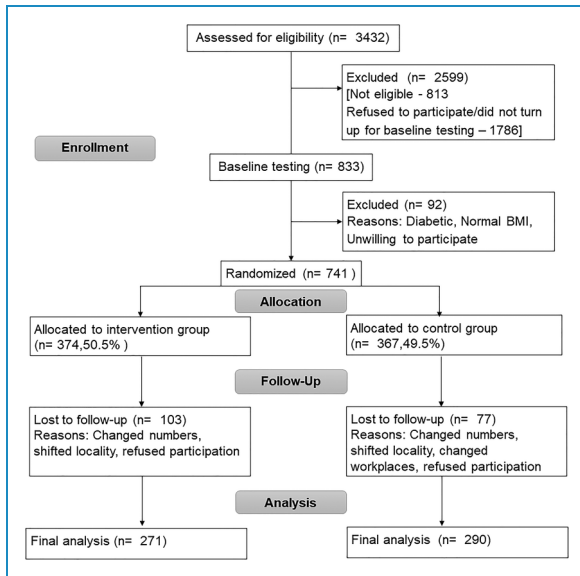 Assessed for eligibility (n= 3432)
Excluded (n= 2599)
[Not eligible - 813
Refused to participate/did not turn
up for baseline testing – 1786]
Enrollment
Baseline testing (n= 833)
Excluded (n= 92)
Reasons: Diabetic, Normal BMI,
Unwilling to participate
Randomized (n= 741 )
Allocation
Allocated to intervention group
(n= 374,50.5% )
Allocated to control group
(n= 367,49.5%)
Follow-Up
Lost to follow-up (n= 103)
Reasons: Changed numbers,
shifted locality, refused participation
Lost to follow-up (n= 77)
Reasons: Changed numbers,
shifted locality, changed
workplaces, refused participation
Analysis
Final analysis (n= 271)
Final analysis (n= 290)